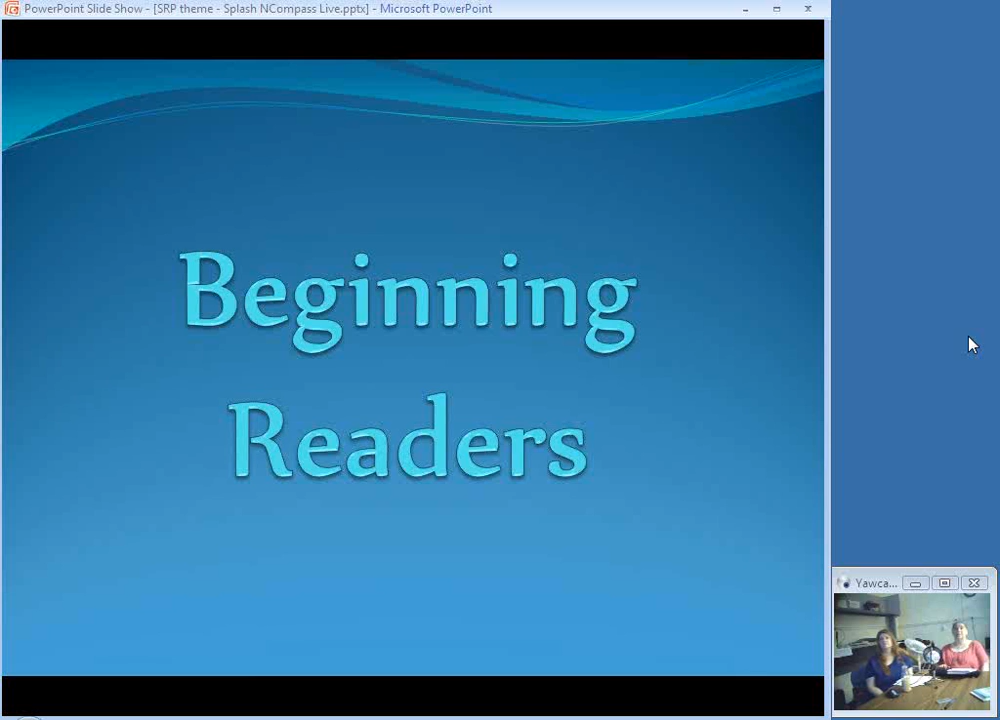 PowerPoint Slide Show - [SRP theme - Splash NCompass Live.pptx] - Microsoft PowerPoint
Beginning
Readers
Yawca...